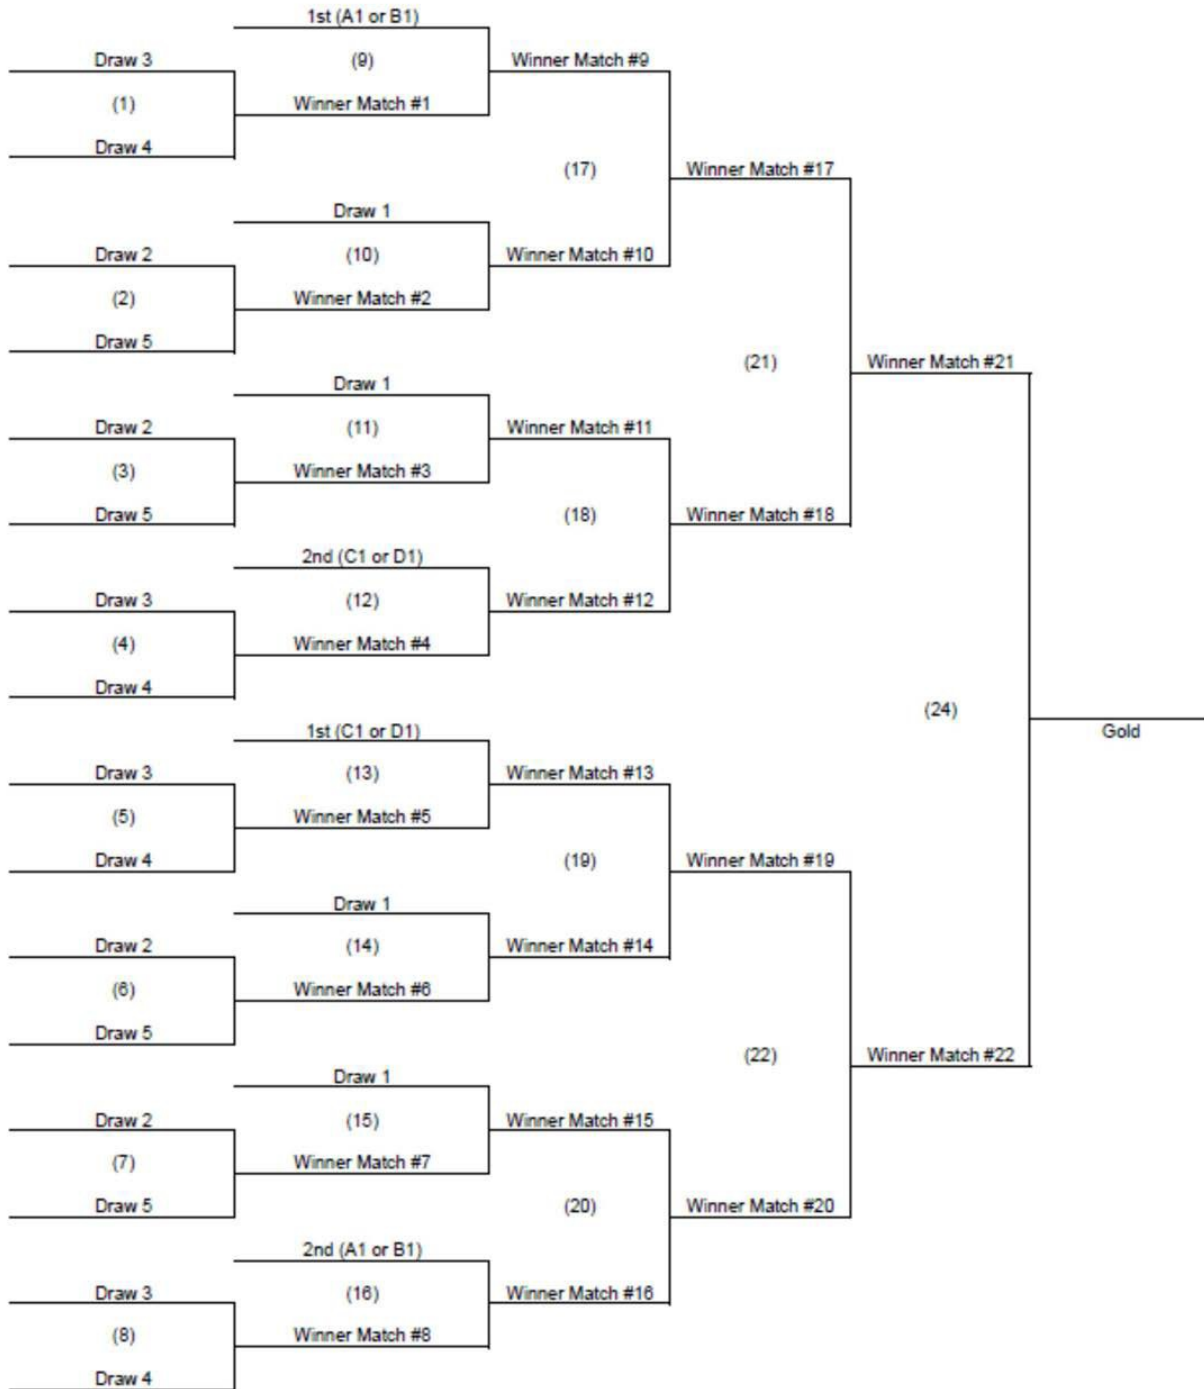 1st (A1 or B1)
Draw 3
(9)
Winner Match #9
(1)
Winner Match #1
Draw 4
(17)
Winner Match #17
Draw 1
Draw 2
(10)
Winner Match #10
(2)
Winner Match #2
Draw 5
(21)
Winner Match #21
Draw 1
Draw 2
(11)
Winner Match #11
(3)
Winner Match #3
Draw 5
(18)
Winner Match #18
2nd (C1 or D1)
Draw 3
(12)
Winner Match #12
(4)
Winner Match #4
Draw 4
(24)
Gold
1st (C1 or D1)
Draw 3
(13)
Winner Match #13
(5)
Winner Match #5
Draw 4
(19)
Winner Match #19
Draw 1
Draw 2
(14)
Winner Match #14
(6)
Winner Match #6
Draw 5
(22)
Winner Match #22
Draw 1
Draw 2
(15)
Winner Match #15
(7)
Winner Match #7
Draw 5
(20)
Winner Match #20
2nd (A1 or B1)
Draw 3
(16)
Winner Match #16
(8)
Winner Match #8
Draw 4